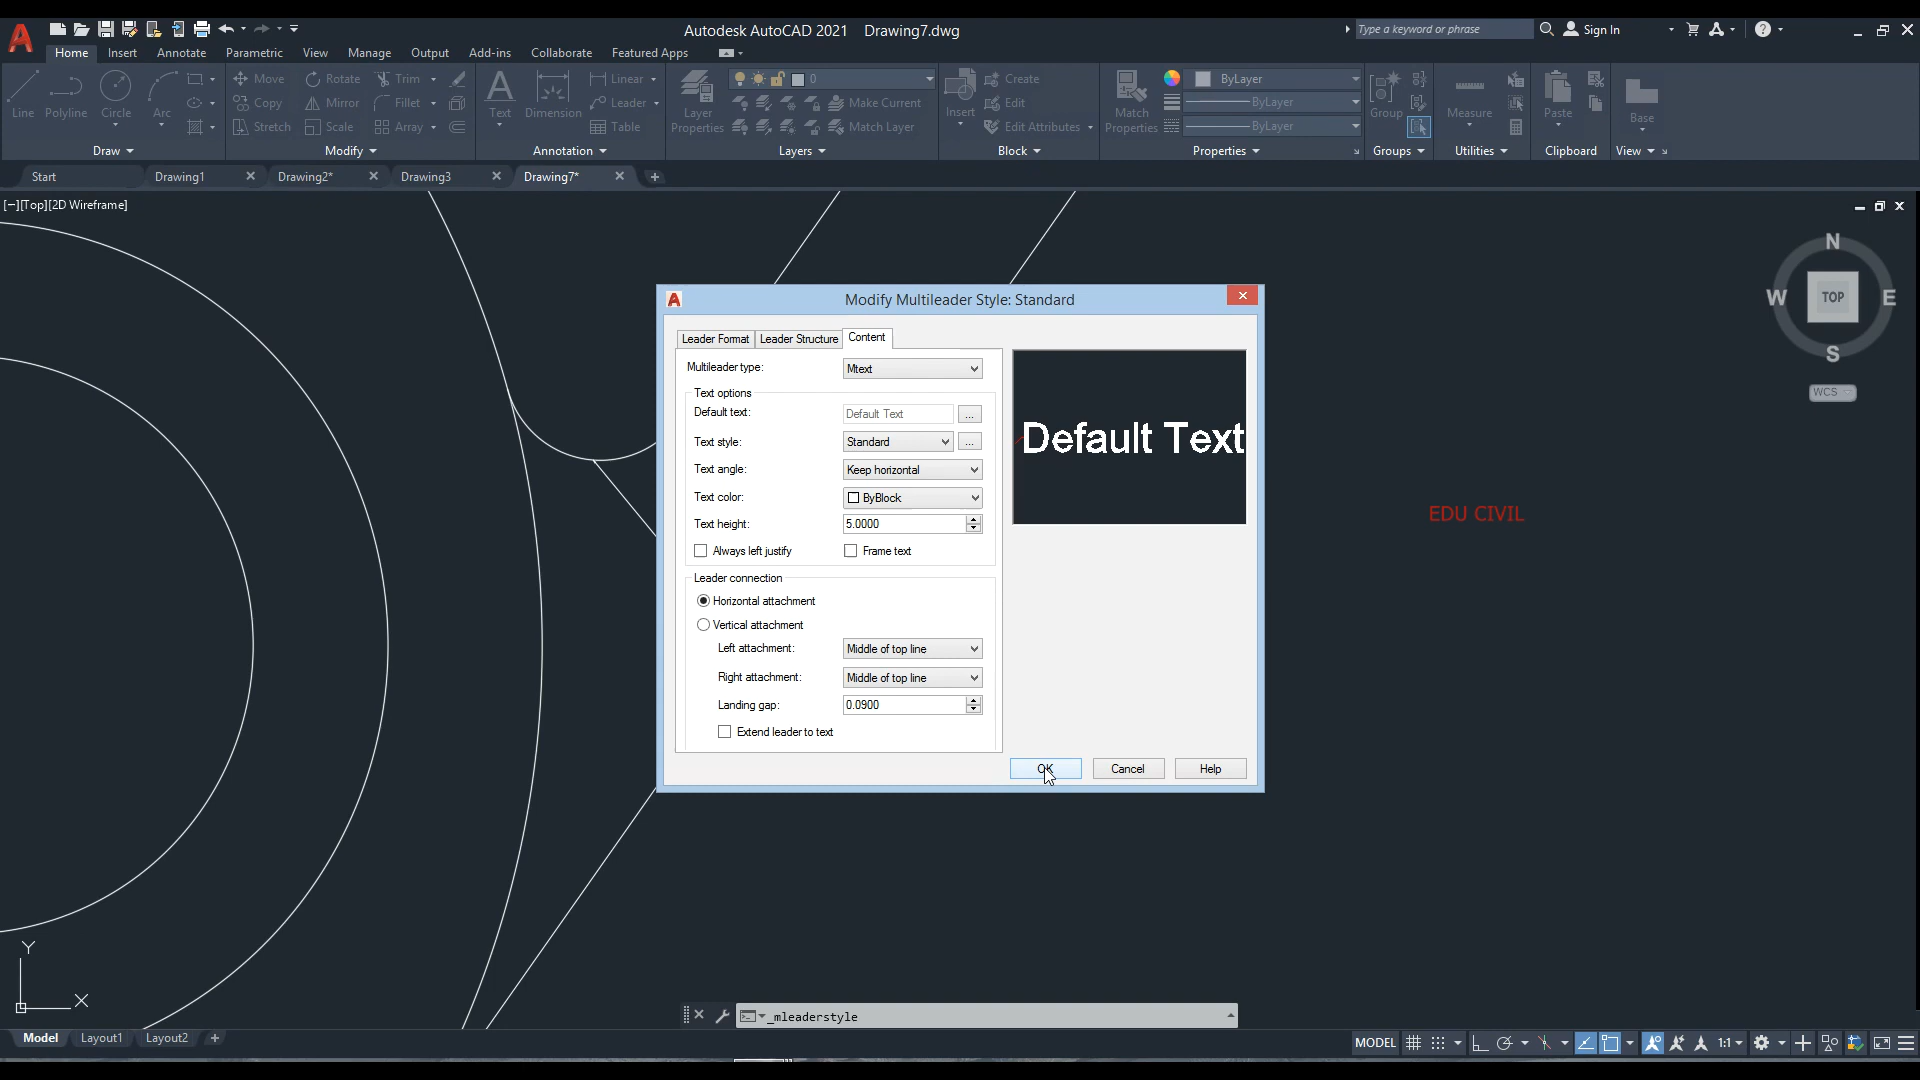 Autodesk AutoCAD 2021 Drawing7.dwg
Type a keyword or phrase
Sign In
Home Insert Annotate Parametric View Manage Output Add-ins Collaborate Featured Apps
Line Polyline Circle Arc
Draw
Move Rotate Trim
Copy Mirror Fillet
Stretch Scale Array
Modify
Text Dimension
Linear
Leader
Table
Annotation
Layer Properties
0
Make Current
Match Layer
Layers
Insert
Create
Edit
Edit Attributes
Block
Match Properties
ByLayer
ByLayer
ByLayer
Properties
Group
Groups
Measure
Utilities
Paste
Clipboard
Base
View
Start Drawing1 Drawing2* Drawing3 Drawing7*
[−][Top][2D Wireframe]
N
W TOP E
S
WCS
Modify Multileader Style: Standard
Leader Format Leader Structure Content
Multileader type: Mtext
Text options
Default text: Default Text ...
Text style: Standard ...
Text angle: Keep horizontal
Text color: ByBlock
Text height: 5.0000
Always left justify Frame text
Leader connection
Horizontal attachment
Vertical attachment
Left attachment: Middle of top line
Right attachment: Middle of top line
Landing gap: 0.0900
Extend leader to text
Default Text
OK Cancel Help
EDU CIVIL
Y
X
_mleaderstyle
Model Layout1 Layout2
MODEL 1:1